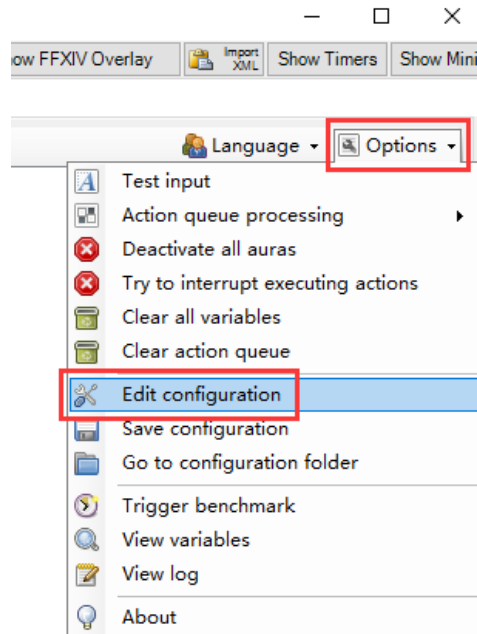 ow FFXIV Overlay
Import
XML
Show Timers
Show Mini
Language
Options
Test input
Action queue processing
Deactivate all auras
Try to interrupt executing actions
Clear all variables
Clear action queue
Edit configuration
Save configuration
Go to configuration folder
Trigger benchmark
View variables
View log
About